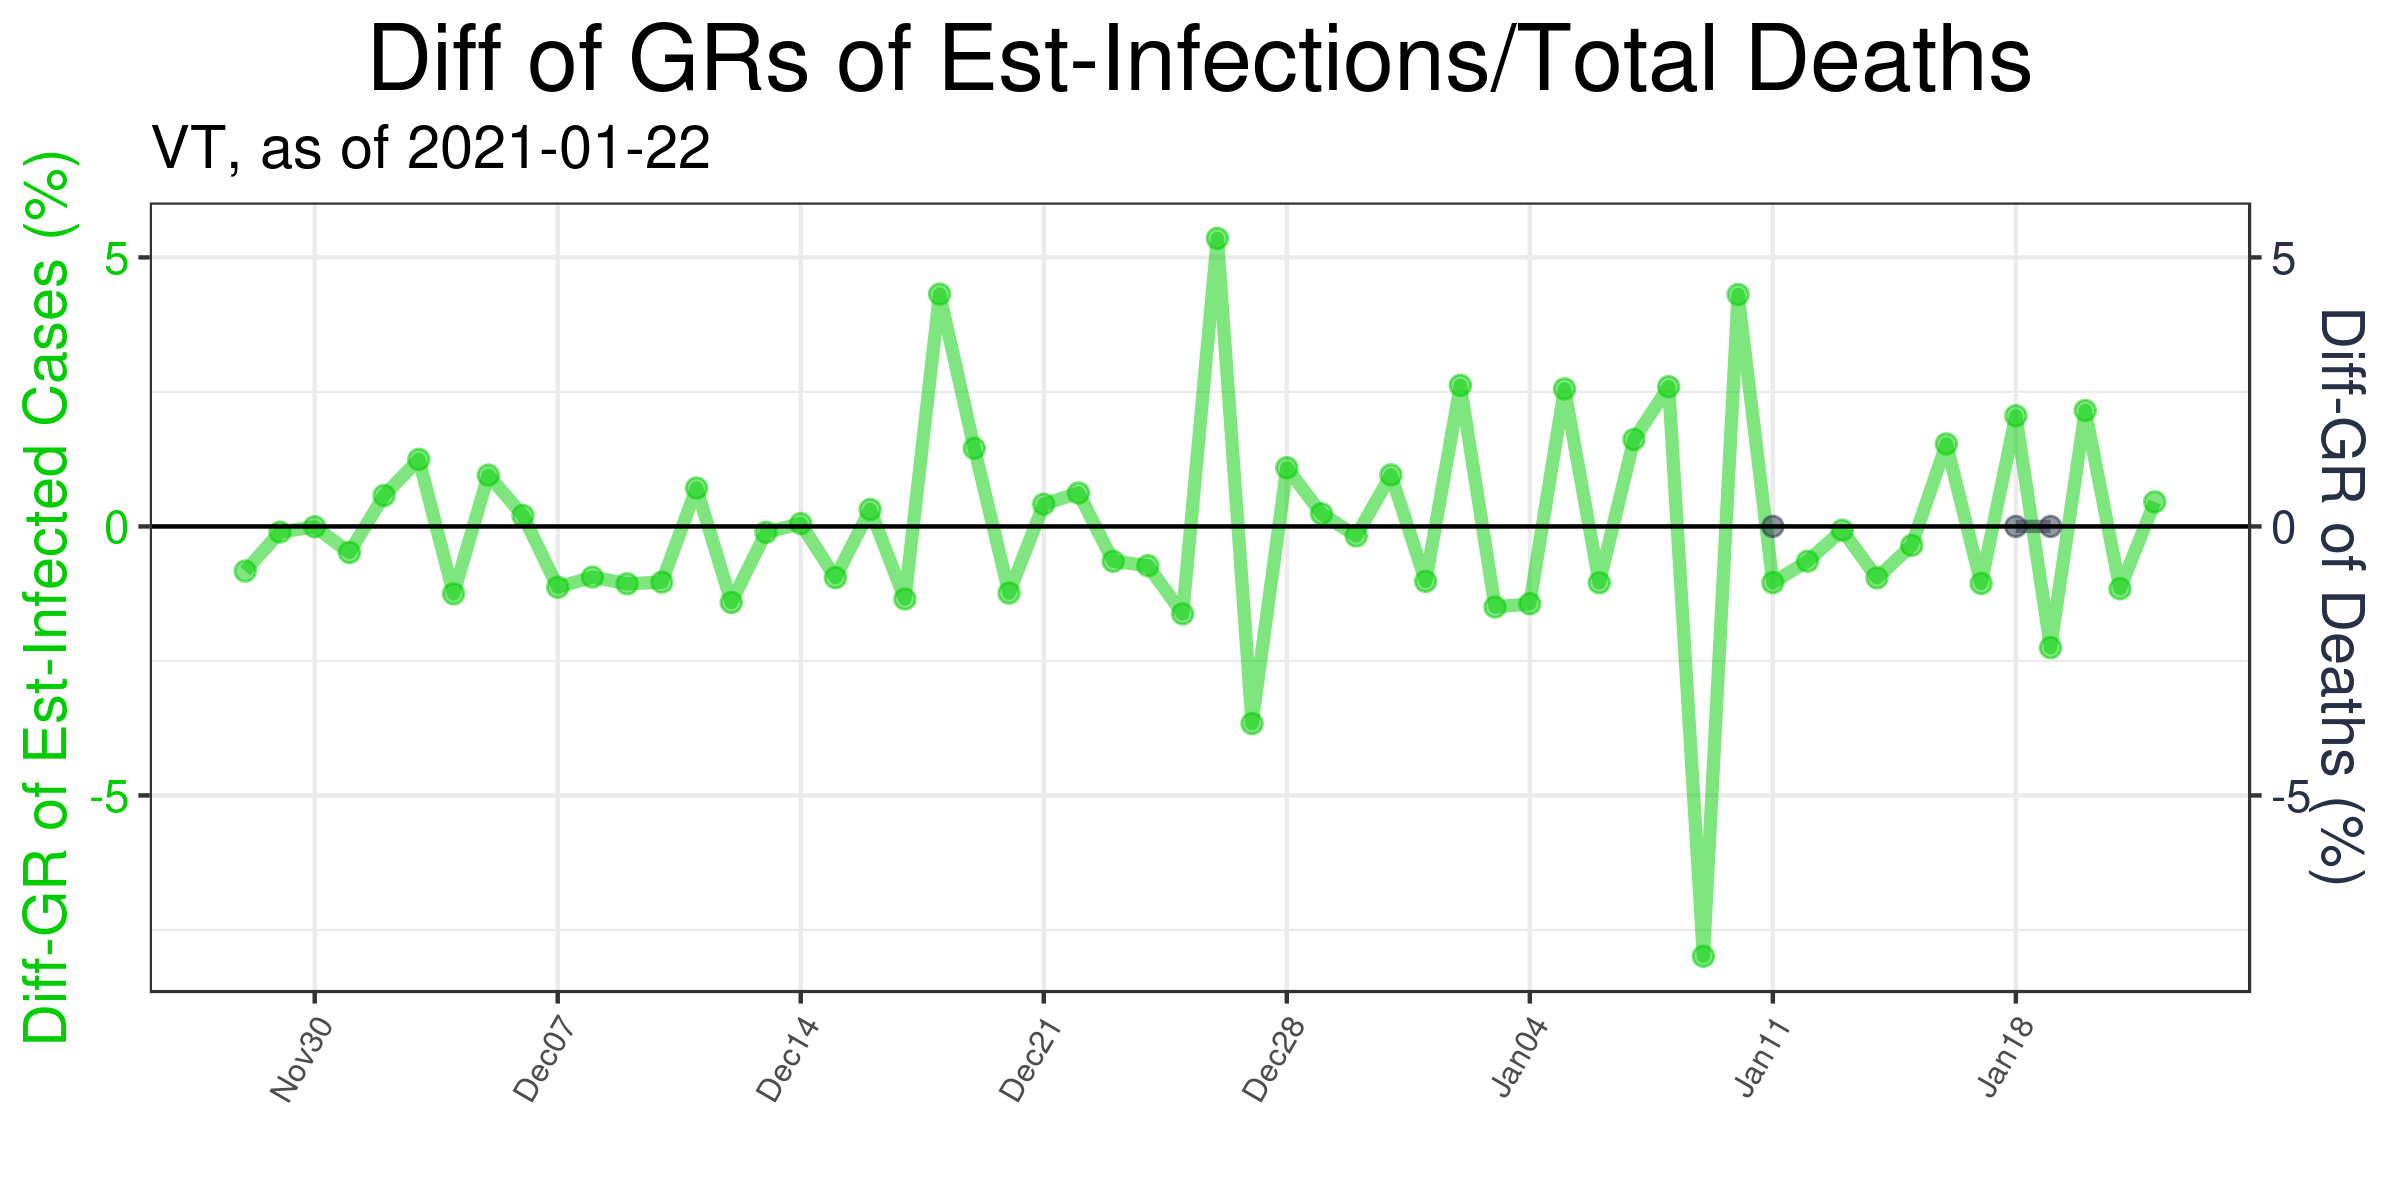 Diff of GRs of Est-Infections/Total Deaths
VT, as of 2021-01-22
Diff-GR of Est-Infected Cases (%)
5
0
-5
5
0
-5
Diff-GR of Deaths (%)
Nov30
Dec07
Dec14
Dec21
Dec28
Jan04
Jan11
Jan18